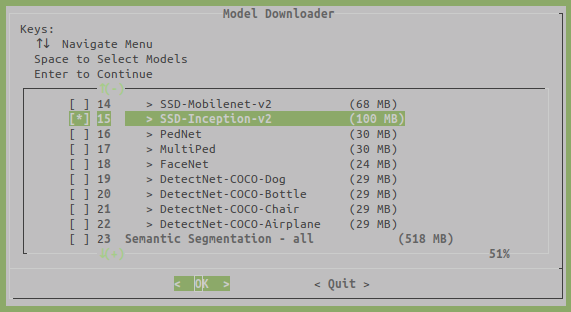 Model Downloader
Keys:
↑↓ Navigate Menu
Space to Select Models
Enter to Continue
[ ] 14 > SSD-Mobilenet-v2 (68 MB)
[*] 15 > SSD-Inception-v2 (100 MB)
[ ] 16 > PedNet (30 MB)
[ ] 17 > MultiPed (30 MB)
[ ] 18 > FaceNet (24 MB)
[ ] 19 > DetectNet-COCO-Dog (29 MB)
[ ] 20 > DetectNet-COCO-Bottle (29 MB)
[ ] 21 > DetectNet-COCO-Chair (29 MB)
[ ] 22 > DetectNet-COCO-Airplane (29 MB)
[ ] 23 Semantic Segmentation - all (518 MB)
51%
< OK > < Quit >